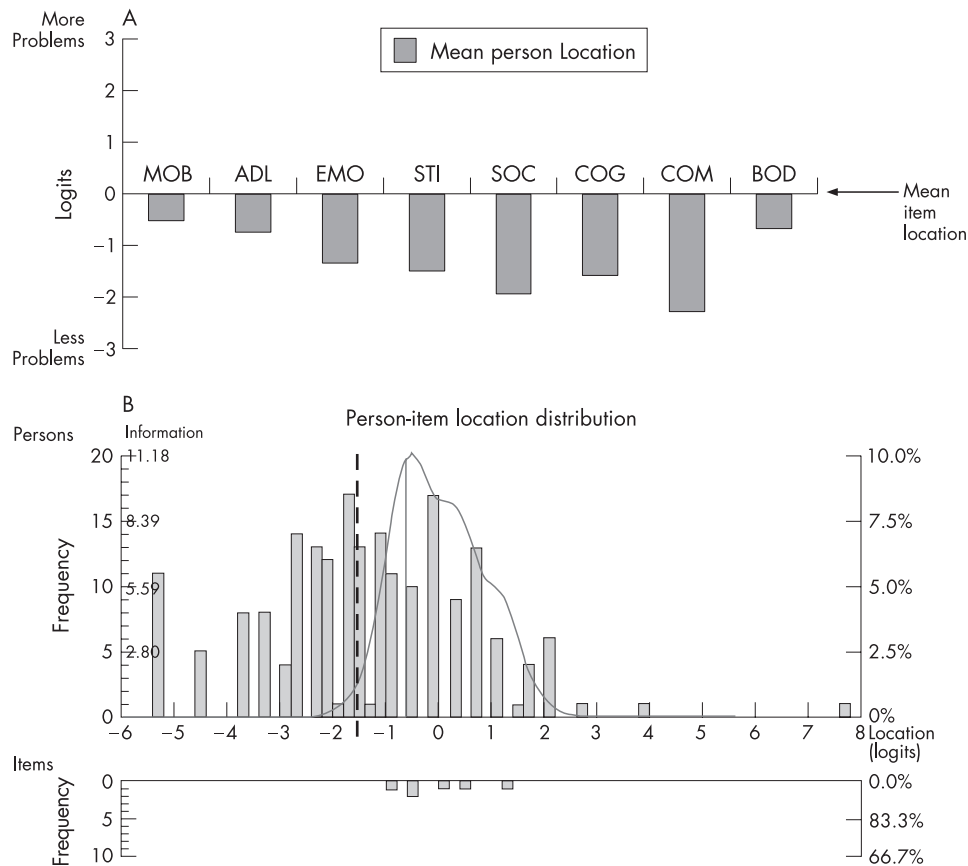 A
More
Problems
3
2
1
0
−1
−2
−3
Less
Problems
Logits
Mean person Location
MOB ADL EMO STI SOC COG COM BOD
Mean
item
location
B
Person-item location distribution
Persons
Information
20 +1.18 10.0%
15 8.39 7.5%
10 5.59 5.0%
5 2.80 2.5%
0 0%
Frequency
−6 −5 −4 −3 −2 −1 0 1 2 3 4 5 6 7 8 Location
(logits)
Items
0 0.0%
5 83.3%
10 66.7%
Frequency